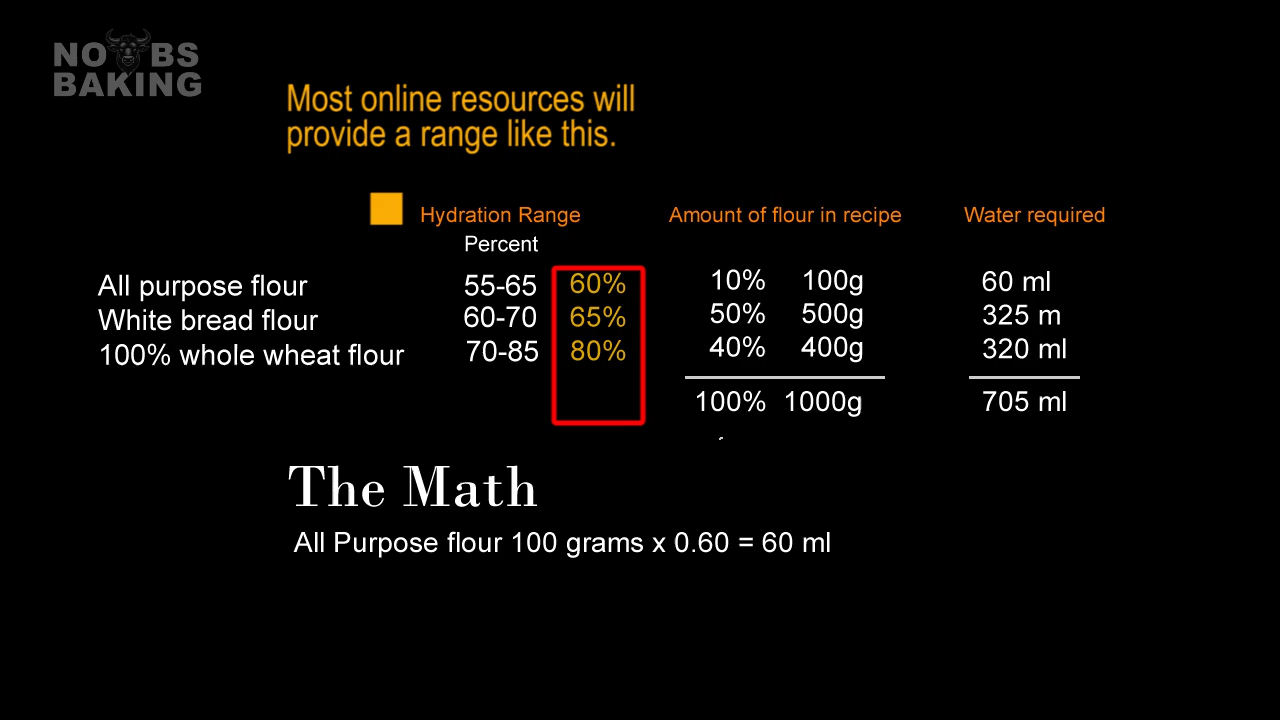 NO BS
BAKING
Most online resources will
provide a range like this.
Hydration Range Amount of flour in recipe Water required
Percent
All purpose flour 55-65 60% 10% 100g 60 ml
White bread flour 60-70 65% 50% 500g 325 m
100% whole wheat flour 70-85 80% 40% 400g 320 ml
100% 1000g 705 ml
The Math
All Purpose flour 100 grams x 0.60 = 60 ml